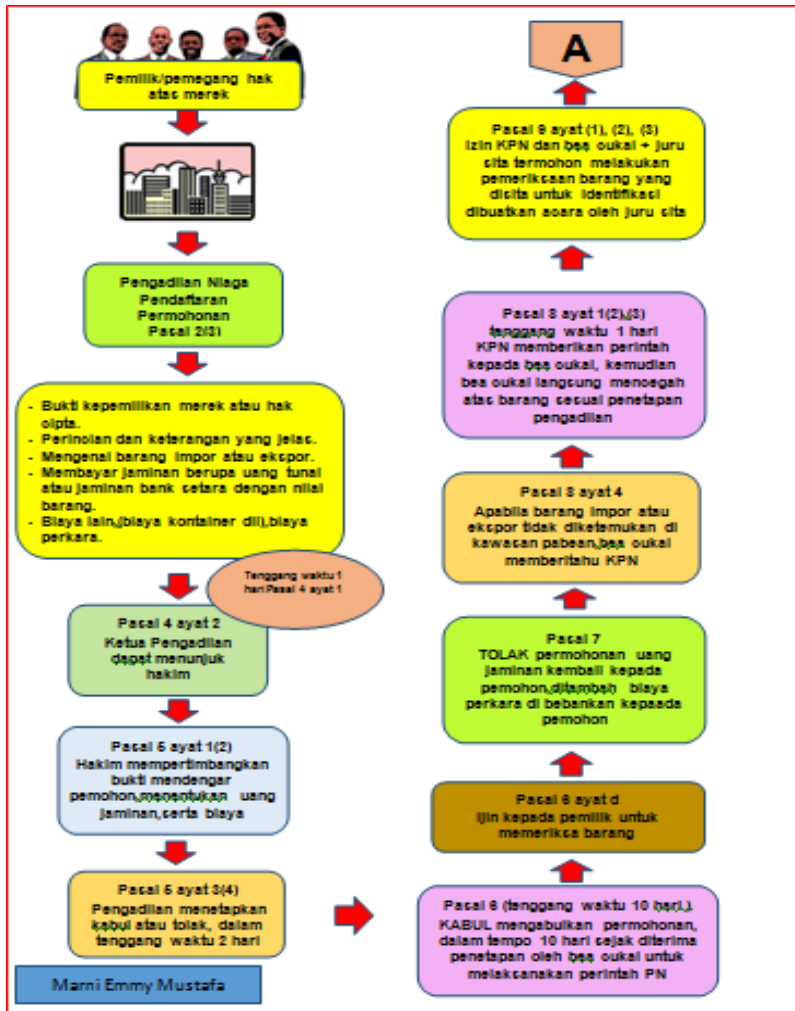 Pemilik/pemegang hak
atas merek
Pengadilan Niaga
Pendaftaran
Permohonan
Pasal 2(3)
- Bukti kepemilikan merek atau hak
cipta.
- Perincian dan keterangan yang jelas.
- Mengenai barang impor atau ekspor.
- Membayar jaminan berupa uang tunai
atau jaminan bank setara dengan nilai
barang.
- Biaya lain,(biaya kontainer dll),biaya
perkara.
Tenggang waktu 1
hari Pasal 4 ayat 1
Pasal 4 ayat 2
Ketua Pengadilan
dapat menunjuk
hakim
Pasal 5 ayat 1(2)
Hakim mempertimbangkan
bukti mendengar
pemohon,menentukan uang
jaminan,serta biaya
Pasal 5 ayat 3(4)
Pengadilan menetapkan
kabul atau tolak, dalam
tenggang waktu 2 hari
Marni Emmy Mustafa
A
Pasal 9 ayat (1), (2), (3)
Izin KPN dan bea cukai + juru
sita termohon melakukan
pemeriksaan barang yang
disita untuk identifikasi
dibuatkan acara oleh juru sita
Pasal 8 ayat 1(2),(3)
tanggang waktu 1 hari
KPN memberikan perintah
kepada bea cukai, kemudian
bea cukai langsung mencegah
atas barang sesuai penetapan
pengadilan
Pasal 8 ayat 4
Apabila barang impor atau
ekspor tidak diketemukan di
kawasan pabean,bea cukai
memberitahu KPN
Pasal 7
TOLAK permohonan uang
jaminan kembali kepada
pemohon,ditambah biaya
perkara di bebankan kepaada
pemohon
Pasal 6 ayat d
Ijin kepada pemilik untuk
memeriksa barang
Pasal 6 (tenggang waktu 10 hari,)
KABUL mengabulkan permohonan,
dalam tempo 10 hari sejak diterima
penetapan oleh bea cukai untuk
melaksanakan perintah PN